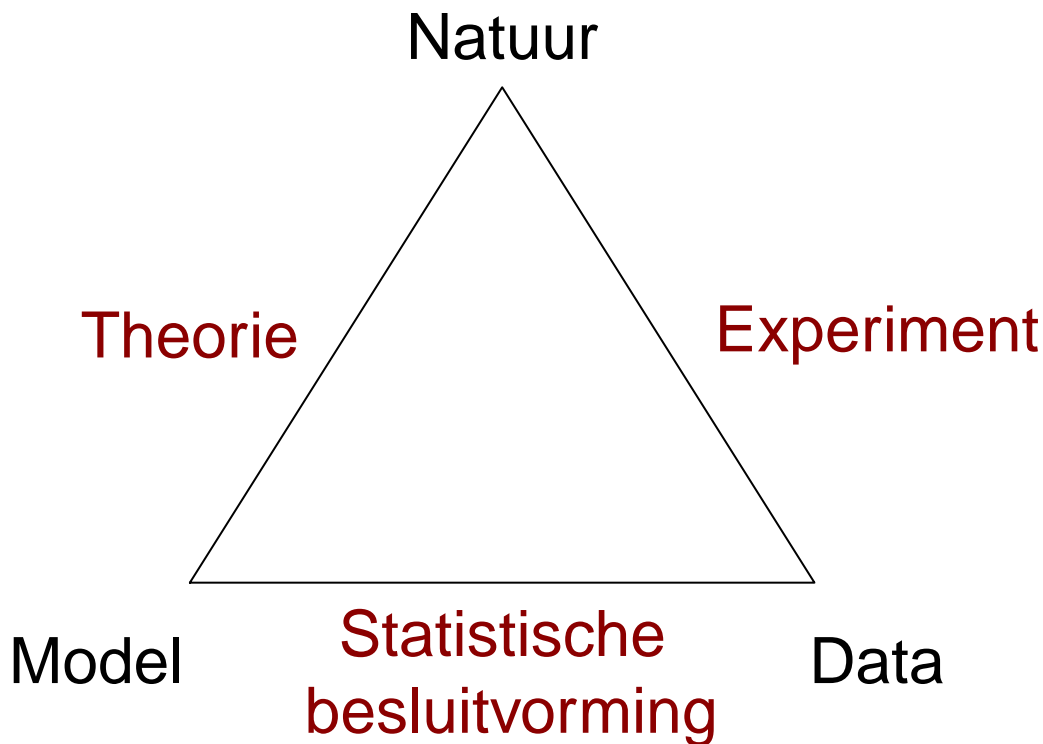 Natuur
Theorie
Experiment
Model
Statistische
besluitvorming
Data